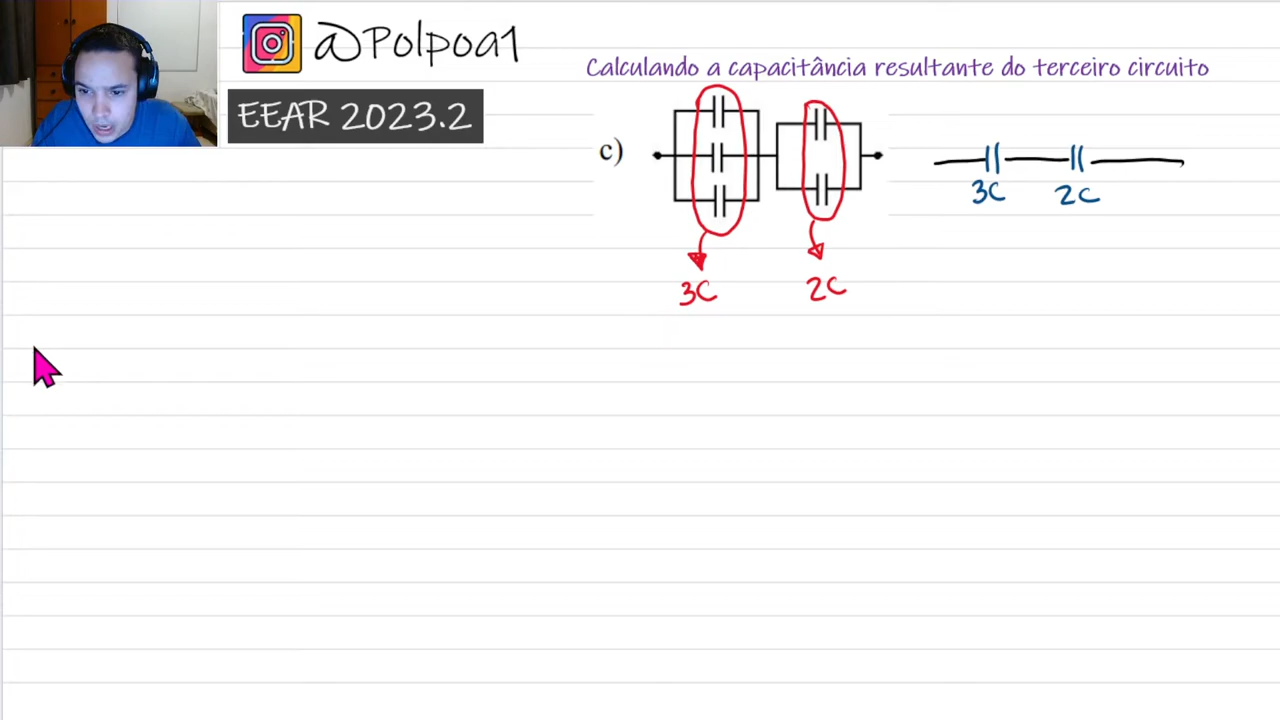 @Polpoa1
EEAR 2023.2
Calculando a capacitância resultante do terceiro circuito
c)
3C 2C
3C 2C